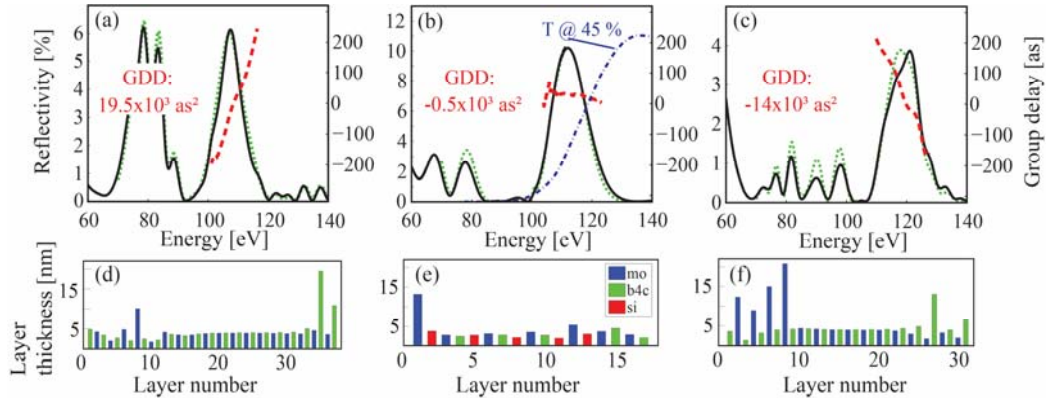 (a)
(b)
(c)
Reflectivity [%]
6
5
4
3
2
1
0
GDD:
19.5x10³ as²
200
100
0
−100
−200
60 80 100 120 140
Energy [eV]
12
10
8
6
4
2
0
T @ 45 %
GDD:
-0.5x10³ as²
200
100
0
−100
−200
60 80 100 120 140
Energy [eV]
4
3
2
1
0
GDD:
-14x10³ as²
200
100
0
−100
−200
Group delay [as]
60 80 100 120 140
Energy [eV]
Layer
thickness [nm]
(d)
15
5
0 10 20 30
Layer number
(e)
mo
b4c
si
15
5
0 5 10 15
Layer number
(f)
15
5
0 10 20 30
Layer number